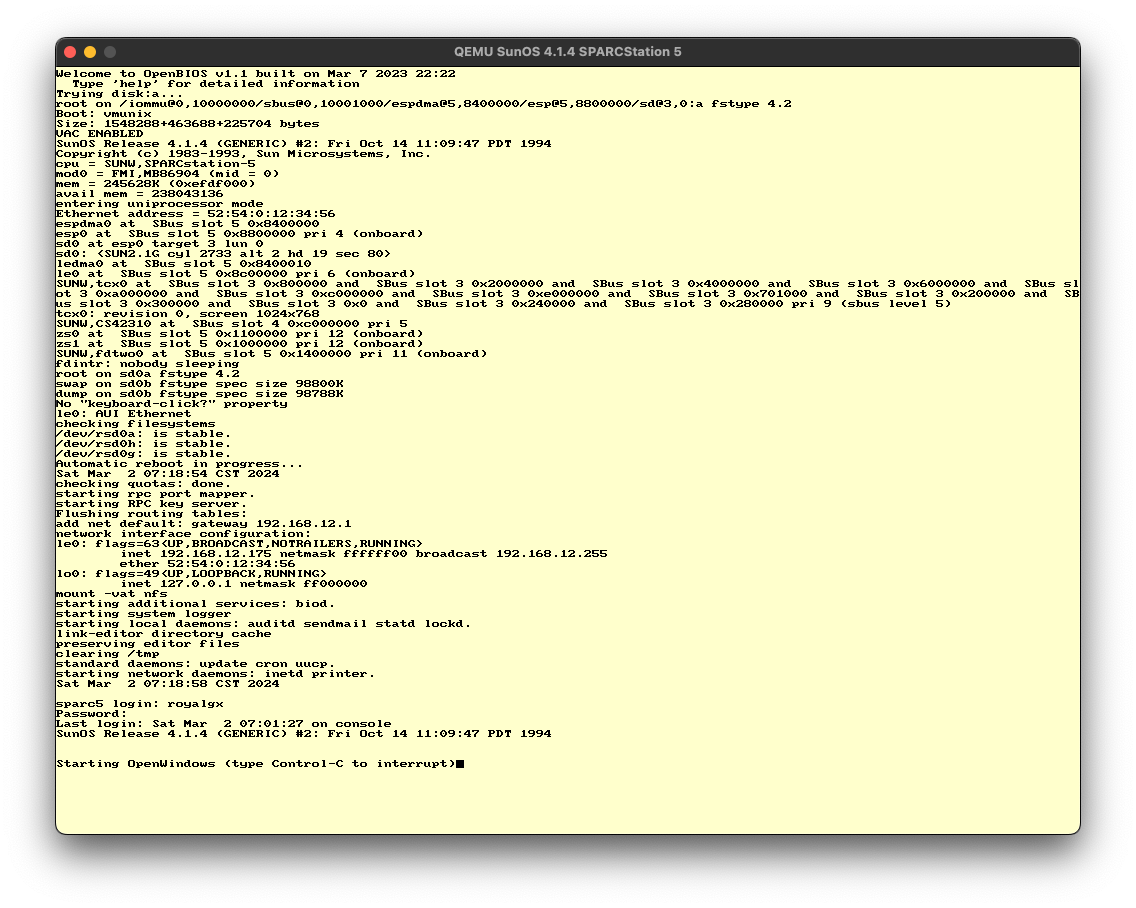 QEMU SunOS 4.1.4 SPARCStation 5
Welcome to OpenBIOS v1.1 built on Mar 7 2023 22:22
  Type 'help' for detailed information
Trying disk:a...
root on /iommu@0,10000000/sbus@0,10001000/espdma@5,8400000/esp@5,8800000/sd@3,0:a fstype 4.2
Boot: vmunix
Size: 1548288+463688+225704 bytes
VAC ENABLED
SunOS Release 4.1.4 (GENERIC) #2: Fri Oct 14 11:09:47 PDT 1994
Copyright (c) 1983-1993, Sun Microsystems, Inc.
cpu = SUNW,SPARCstation-5
mod0 = FMI,MB86904 (mid = 0)
mem = 245628K (0xefdf000)
avail mem = 238043136
entering uniprocessor mode
Ethernet address = 52:54:0:12:34:56
espdma0 at  SBus slot 5 0x8400000
esp0 at  SBus slot 5 0x8800000 pri 4 (onboard)
sd0 at esp0 target 3 lun 0
sd0: <SUN2.1G cyl 2733 alt 2 hd 19 sec 80>
ledma0 at  SBus slot 5 0x8400010
le0 at  SBus slot 5 0x8c00000 pri 6 (onboard)
SUNW,tcx0 at  SBus slot 3 0x800000 and  SBus slot 3 0x2000000 and  SBus slot 3 0x4000000 and  SBus slot 3 0x6000000 and  SBus sl
ot 3 0xa000000 and  SBus slot 3 0xc000000 and  SBus slot 3 0xe000000 and  SBus slot 3 0x701000 and  SBus slot 3 0x200000 and  SB
us slot 3 0x300000 and  SBus slot 3 0x0 and  SBus slot 3 0x240000 and  SBus slot 3 0x280000 pri 9 (sbus level 5)
tcx0: revision 0, screen 1024x768
SUNW,CS42310 at  SBus slot 4 0xc000000 pri 5
zs0 at  SBus slot 5 0x1100000 pri 12 (onboard)
zs1 at  SBus slot 5 0x1000000 pri 12 (onboard)
SUNW,fdtwo0 at  SBus slot 5 0x1400000 pri 11 (onboard)
fdintr: nobody sleeping
root on sd0a fstype 4.2
swap on sd0b fstype spec size 98800K
dump on sd0b fstype spec size 98788K
No "keyboard-click?" property
le0: AUI Ethernet
checking filesystems
/dev/rsd0a: is stable.
/dev/rsd0h: is stable.
/dev/rsd0g: is stable.
Automatic reboot in progress...
Sat Mar  2 07:18:54 CST 2024
checking quotas: done.
starting rpc port mapper.
starting RPC key server.
Flushing routing tables:
add net default: gateway 192.168.12.1
network interface configuration:
le0: flags=63<UP,BROADCAST,NOTRAILERS,RUNNING>
        inet 192.168.12.175 netmask ffffff00 broadcast 192.168.12.255
        ether 52:54:0:12:34:56
lo0: flags=49<UP,LOOPBACK,RUNNING>
        inet 127.0.0.1 netmask ff000000
mount -vat nfs
starting additional services: biod.
starting system logger
starting local daemons: auditd sendmail statd lockd.
link-editor directory cache
preserving editor files
clearing /tmp
standard daemons: update cron uucp.
starting network daemons: inetd printer.
Sat Mar  2 07:18:58 CST 2024
sparc5 login: royalgx
Password:
Last login: Sat Mar  2 07:01:27 on console
SunOS Release 4.1.4 (GENERIC) #2: Fri Oct 14 11:09:47 PDT 1994
Starting OpenWindows (type Control-C to interrupt)